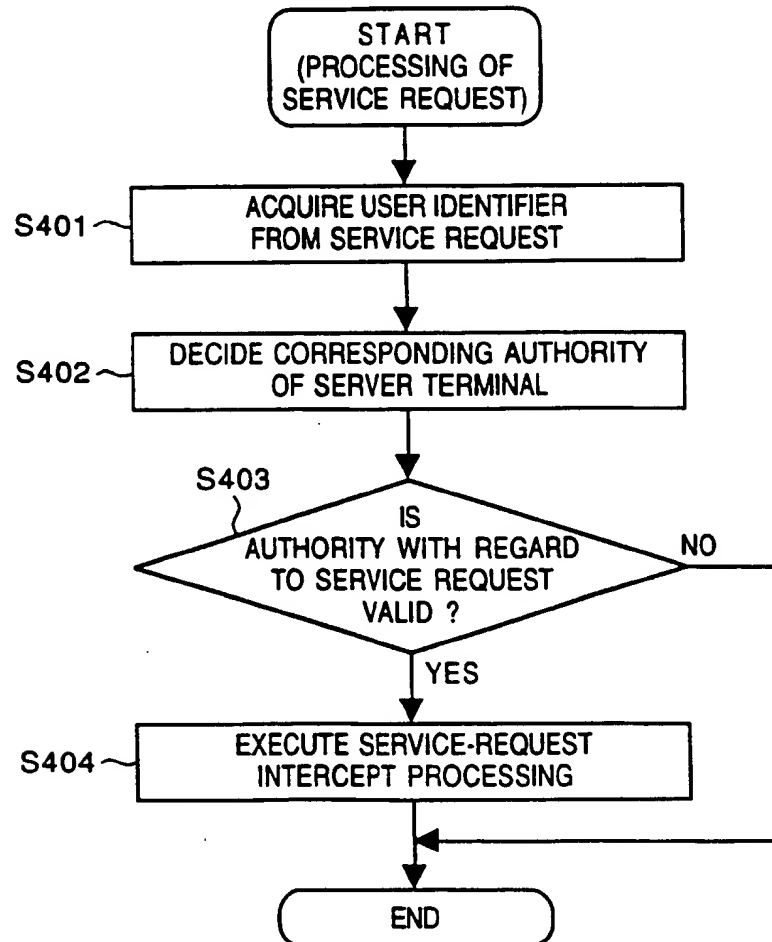 START
(PROCESSING OF
SERVICE REQUEST)
S401
ACQUIRE USER IDENTIFIER
FROM SERVICE REQUEST
S402
DECIDE CORRESPONDING AUTHORITY
OF SERVER TERMINAL
S403
IS
AUTHORITY WITH REGARD
TO SERVICE REQUEST
VALID ?
NO
YES
S404
EXECUTE SERVICE-REQUEST
INTERCEPT PROCESSING
END